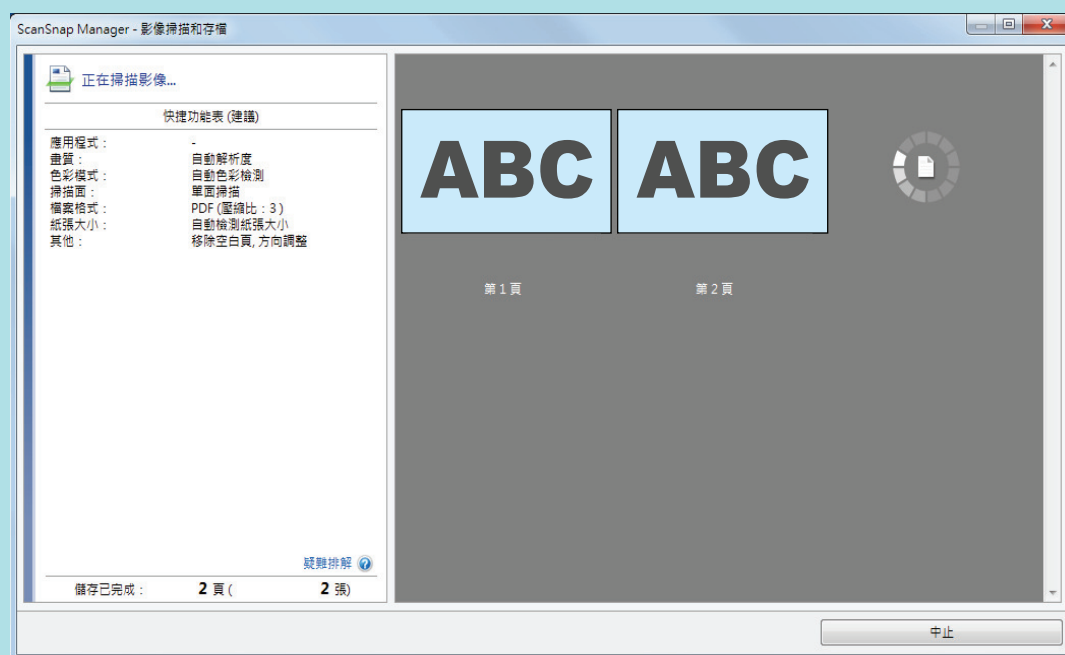 ScanSnap Manager - 影像掃描和存檔
正在掃描影像...
快捷功能表 (建議)
應用程式： -
畫質： 自動解析度
色彩模式： 自動色彩檢測
掃描面： 單面掃描
檔案格式： PDF (壓縮比：3)
紙張大小： 自動檢測紙張大小
其他： 移除空白頁, 方向調整
ABC ABC
第 1 頁 第 2 頁
疑難排解
儲存已完成： 2 頁 ( 2 張)
中止